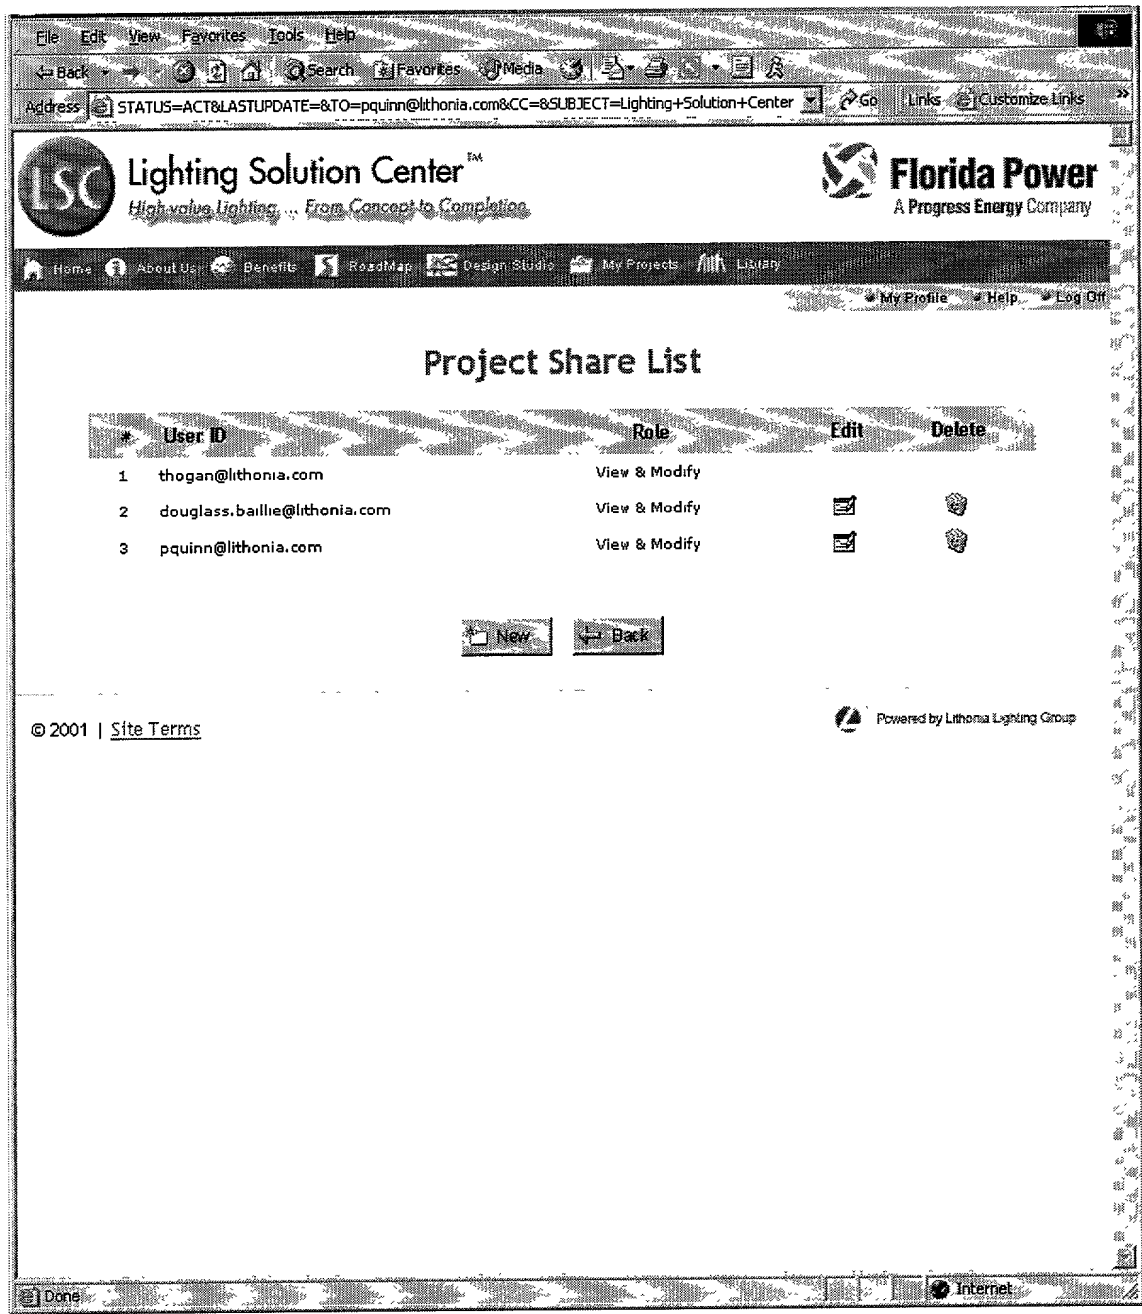 File Edit View Favorites Tools Help
Back Search Favorites Media
Address STATUS=ACT&LASTUPDATE=&TO=pquinn@lithonia.com&CC=&SUBJECT=Lighting+Solution+Center Go Links Customize Links »
LSC Lighting Solution Center™ Florida Power
High-value Lighting ... From Concept to Completion A Progress Energy Company
Home About Us Benefits RoadMap Design Studio My Projects Library
My Profile Help Log Off
Project Share List
# User ID Role Edit Delete
1 thogan@lithonia.com View & Modify
2 douglass.baillie@lithonia.com View & Modify
3 pquinn@lithonia.com View & Modify
New Back
© 2001 | Site Terms Powered by Lithonia Lighting Group
Done Internet